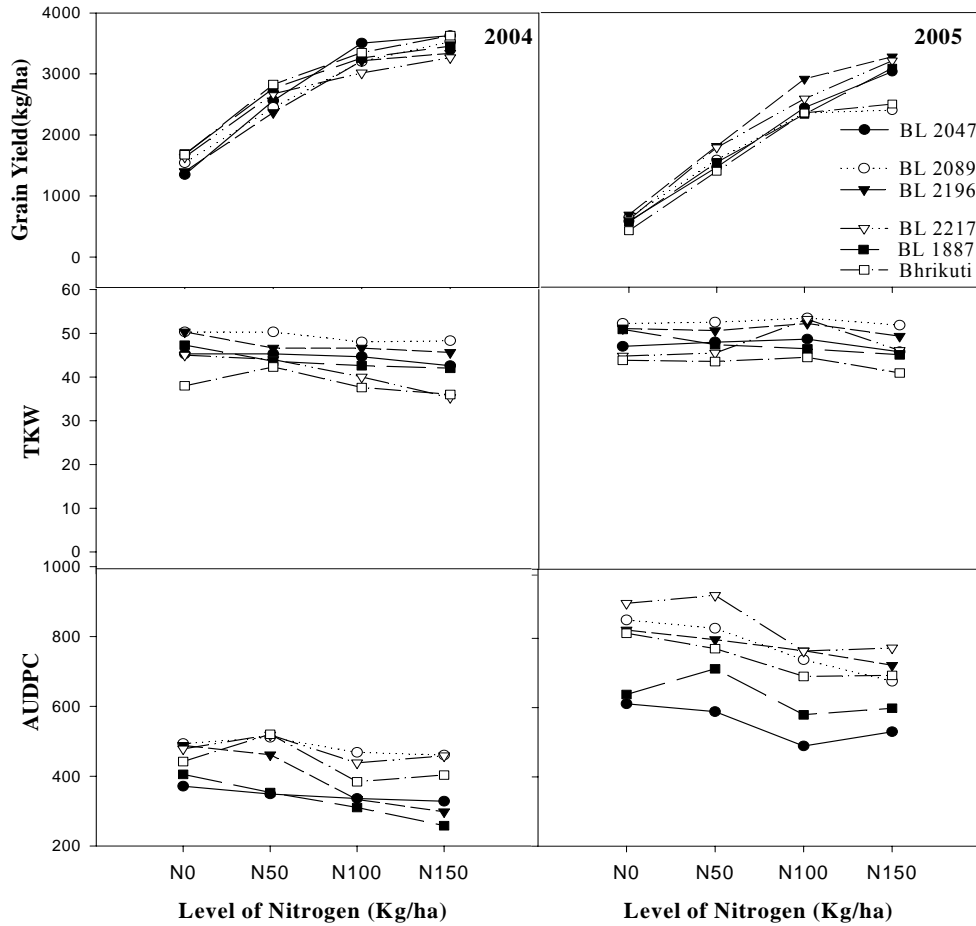 4000
3000
2000
1000
0
Grain Yield(kg/ha)
2004
2005
BL 2047
BL 2089
BL 2196
BL 2217
BL 1887
Bhrikuti
60
50
40
30
20
10
0
TKW
1000
800
600
400
200
AUDPC
N0 N50 N100 N150
N0 N50 N100 N150
Level of Nitrogen (Kg/ha)
Level of Nitrogen (Kg/ha)